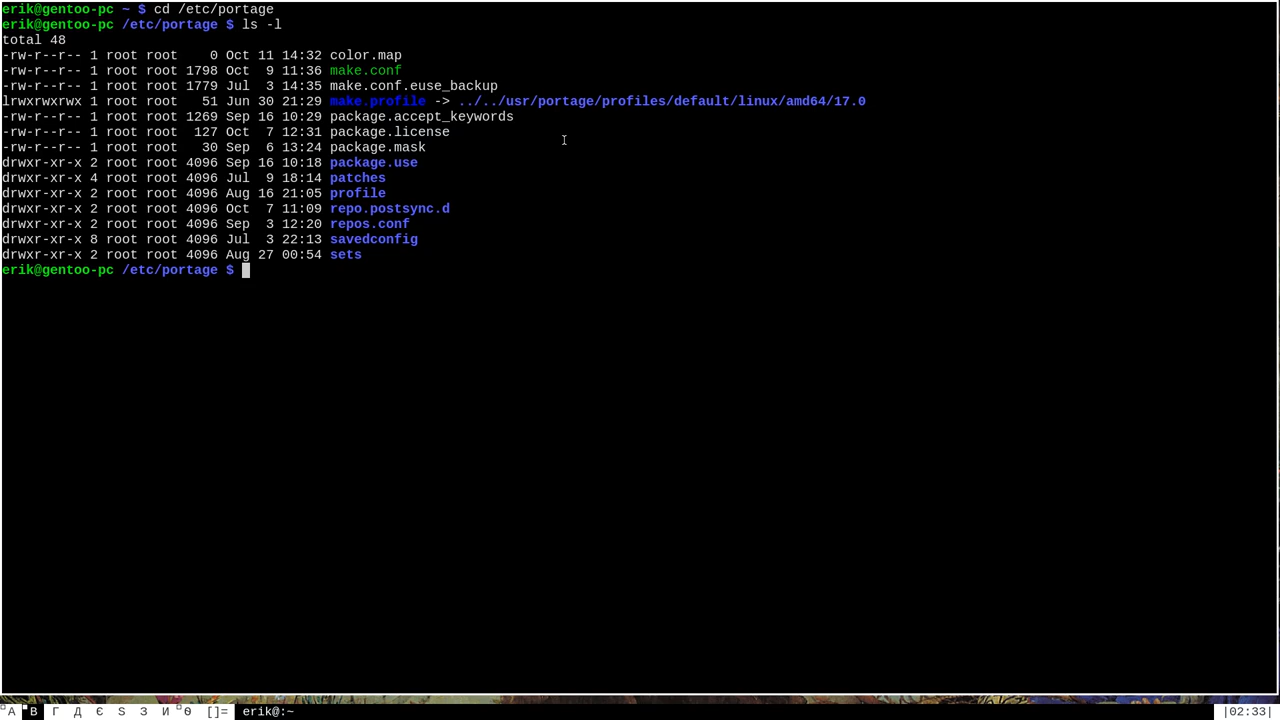 erik@gentoo-pc ~ $ cd /etc/portage
erik@gentoo-pc /etc/portage $ ls -l
total 48
-rw-r--r-- 1 root root    0 Oct 11 14:32 color.map
-rw-r--r-- 1 root root 1798 Oct  9 11:36 make.conf
-rw-r--r-- 1 root root 1779 Jul  3 14:35 make.conf.euse_backup
lrwxrwxrwx 1 root root   51 Jun 30 21:29 make.profile -> ../../usr/portage/profiles/default/linux/amd64/17.0
-rw-r--r-- 1 root root 1269 Sep 16 10:29 package.accept_keywords
-rw-r--r-- 1 root root  127 Oct  7 12:31 package.license
-rw-r--r-- 1 root root   30 Sep  6 13:24 package.mask
drwxr-xr-x 2 root root 4096 Sep 16 10:18 package.use
drwxr-xr-x 4 root root 4096 Jul  9 18:14 patches
drwxr-xr-x 2 root root 4096 Aug 16 21:05 profile
drwxr-xr-x 2 root root 4096 Oct  7 11:09 repo.postsync.d
drwxr-xr-x 2 root root 4096 Sep  3 12:20 repos.conf
drwxr-xr-x 8 root root 4096 Jul  3 22:13 savedconfig
drwxr-xr-x 2 root root 4096 Aug 27 00:54 sets
erik@gentoo-pc /etc/portage $
А В Г Д Є Ѕ З И Ѳ []= erik@:~ |02:33|